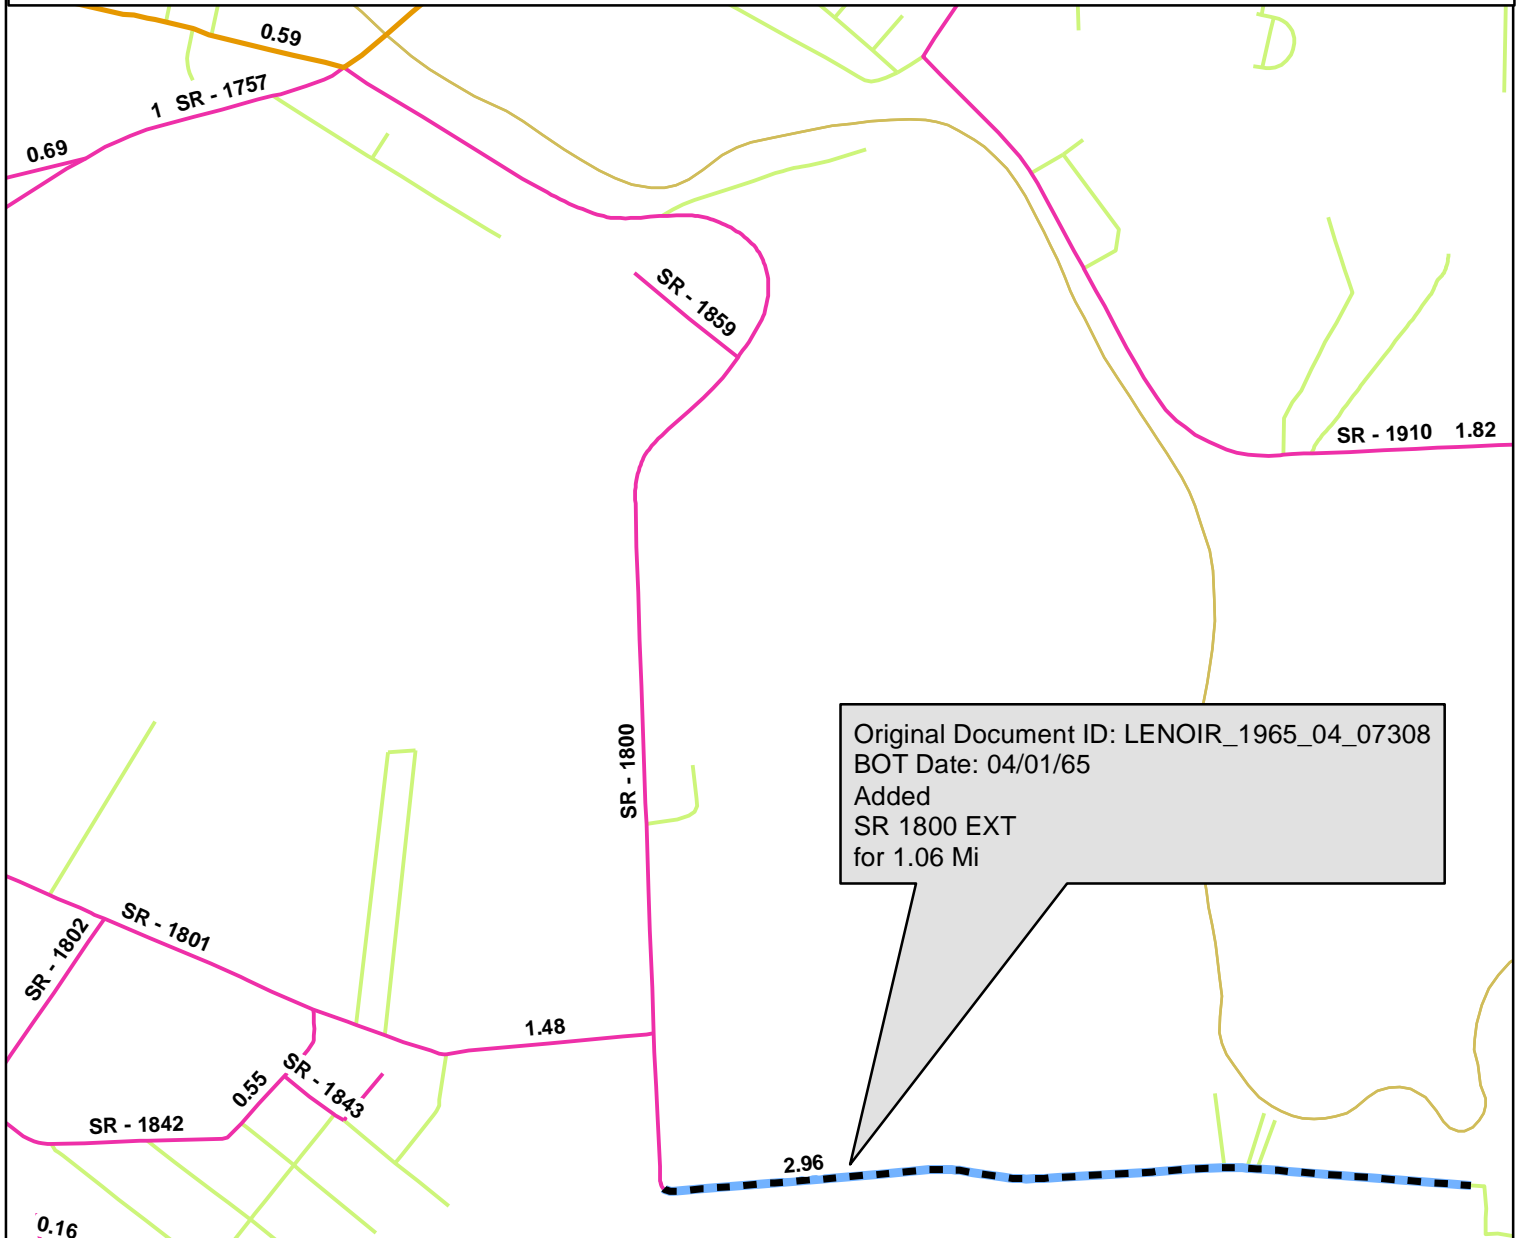 0.59
1 SR - 1757
0.69
SR - 1859
SR - 1910 1.82
SR - 1800
Original Document ID: LENOIR_1965_04_07308
BOT Date: 04/01/65
Added
SR 1800 EXT
for 1.06 Mi
SR - 1801
SR - 1802
1.48
SR - 1843
0.55
SR - 1842
2.96
0.16